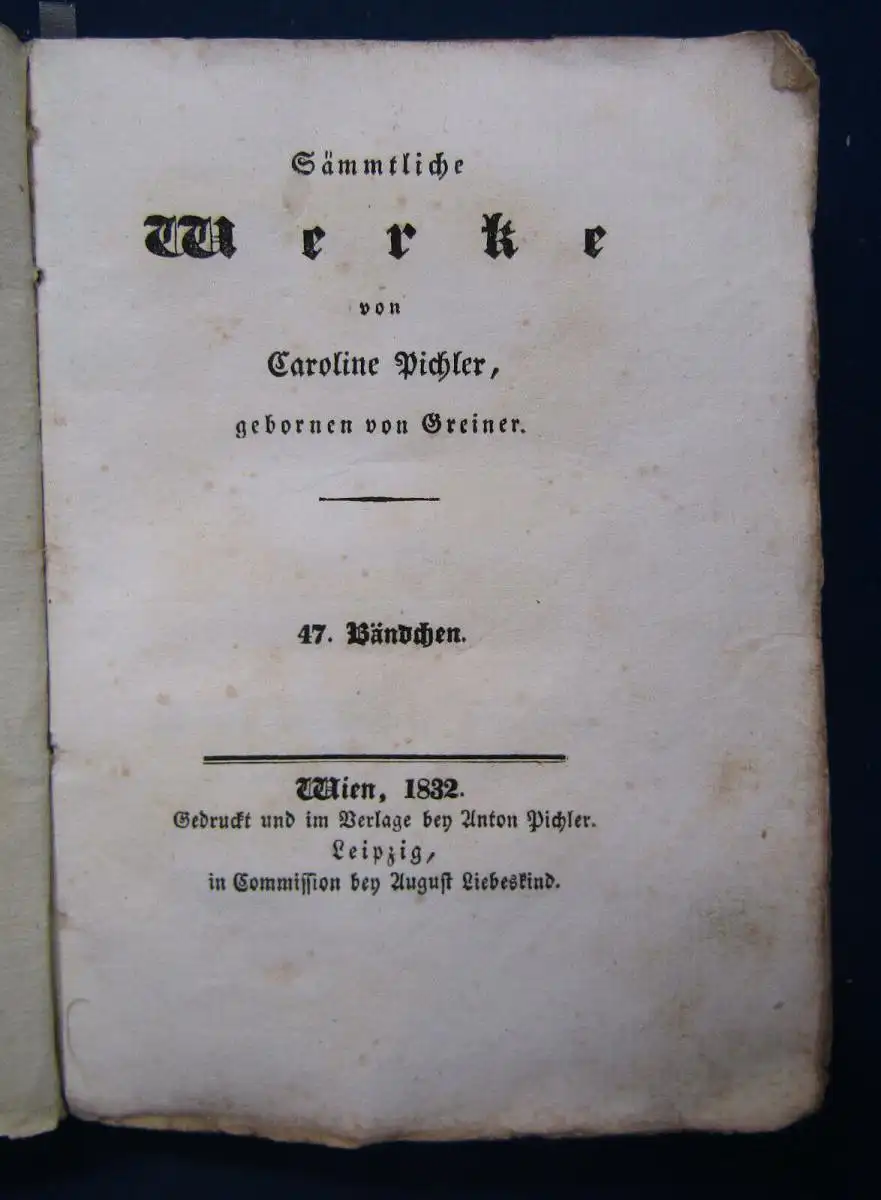 Sämmtliche
Werke
von
Caroline Pichler,
gebornen von Greiner.
47. Bändchen.
Wien, 1832.
Gedruckt und im Verlage bey Anton Pichler.
Leipzig,
in Commission bey August Liebeskind.